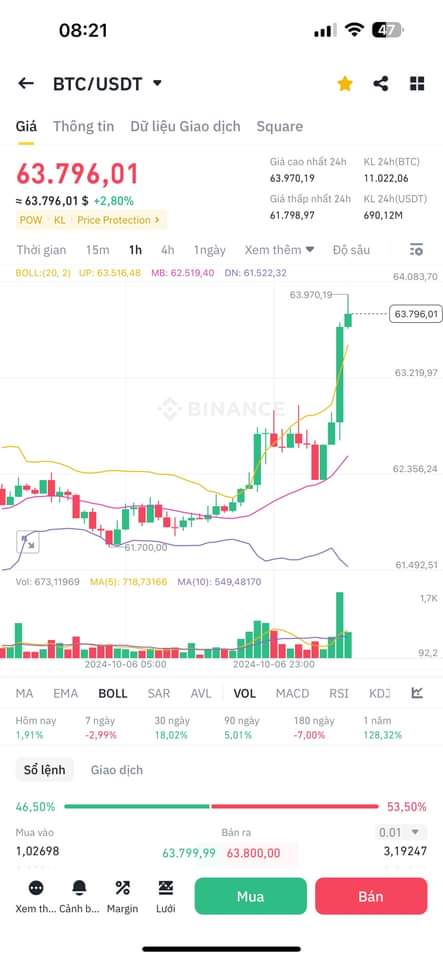 08:21
47
BTC/USDT
Giá Thông tin Dữ liệu Giao dịch Square
63.796,01
≈ 63.796,01 $ +2,80%
POW KL Price Protection
Giá cao nhất 24h KL 24h(BTC)
63.970,19 11.022,06
Giá thấp nhất 24h KL 24h(USDT)
61.798,97 690,12M
Thời gian 15m 1h 4h 1ngày Xem thêm Độ sâu
BOLL:(20, 2) UP: 63.516,48 MB: 62.519,40 DN: 61.522,32
64.083,70
63.970,19
63.796,01
63.219,97
BINANCE
62.356,24
61.700,00
61.492,51
Vol: 673,11969 MA(5): 718,73166 MA(10): 549,48170
1,7K
92,2
2024-10-06 05:00 2024-10-06 23:00
MA EMA BOLL SAR AVL VOL MACD RSI KDJ
Hôm nay 7 ngày 30 ngày 90 ngày 180 ngày 1 năm
1,91% -2,99% 18,02% 5,01% -7,00% 128,32%
Sổ lệnh Giao dịch
46,50% 53,50%
Mua vào Bán ra 0.01
1,02698 63.799,99 63.800,00 3,19247
Xem th... Cảnh b... Margin Lưới
Mua
Bán